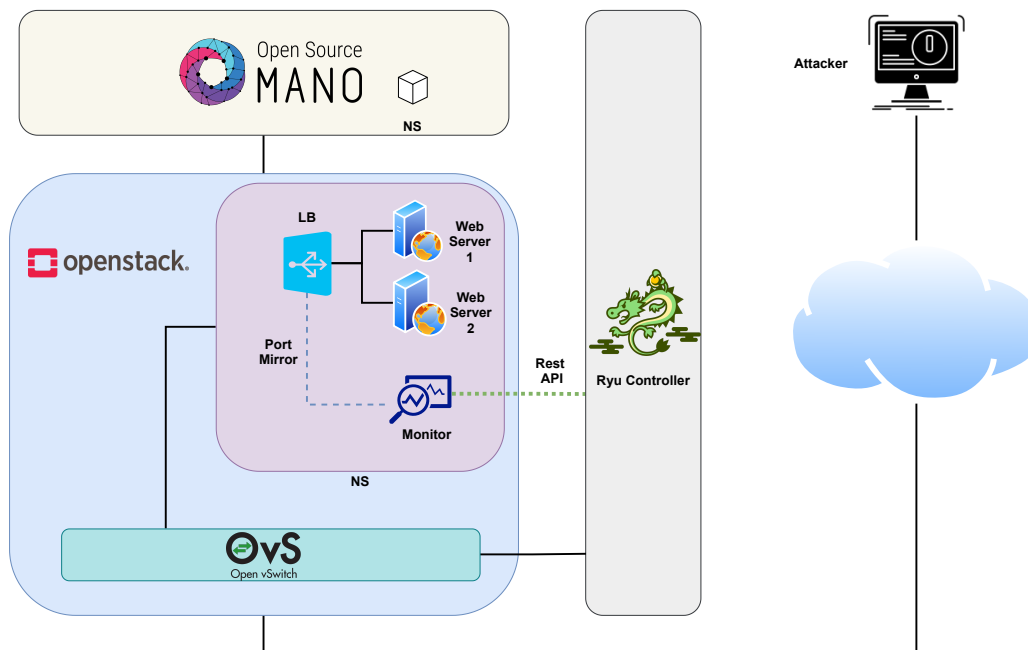 Open Source
MANO
NS
Attacker
openstack.
LB
Web
Server
1
Web
Server
2
Port
Mirror
Monitor
NS
Rest
API
Ryu Controller
OvS
Open vSwitch